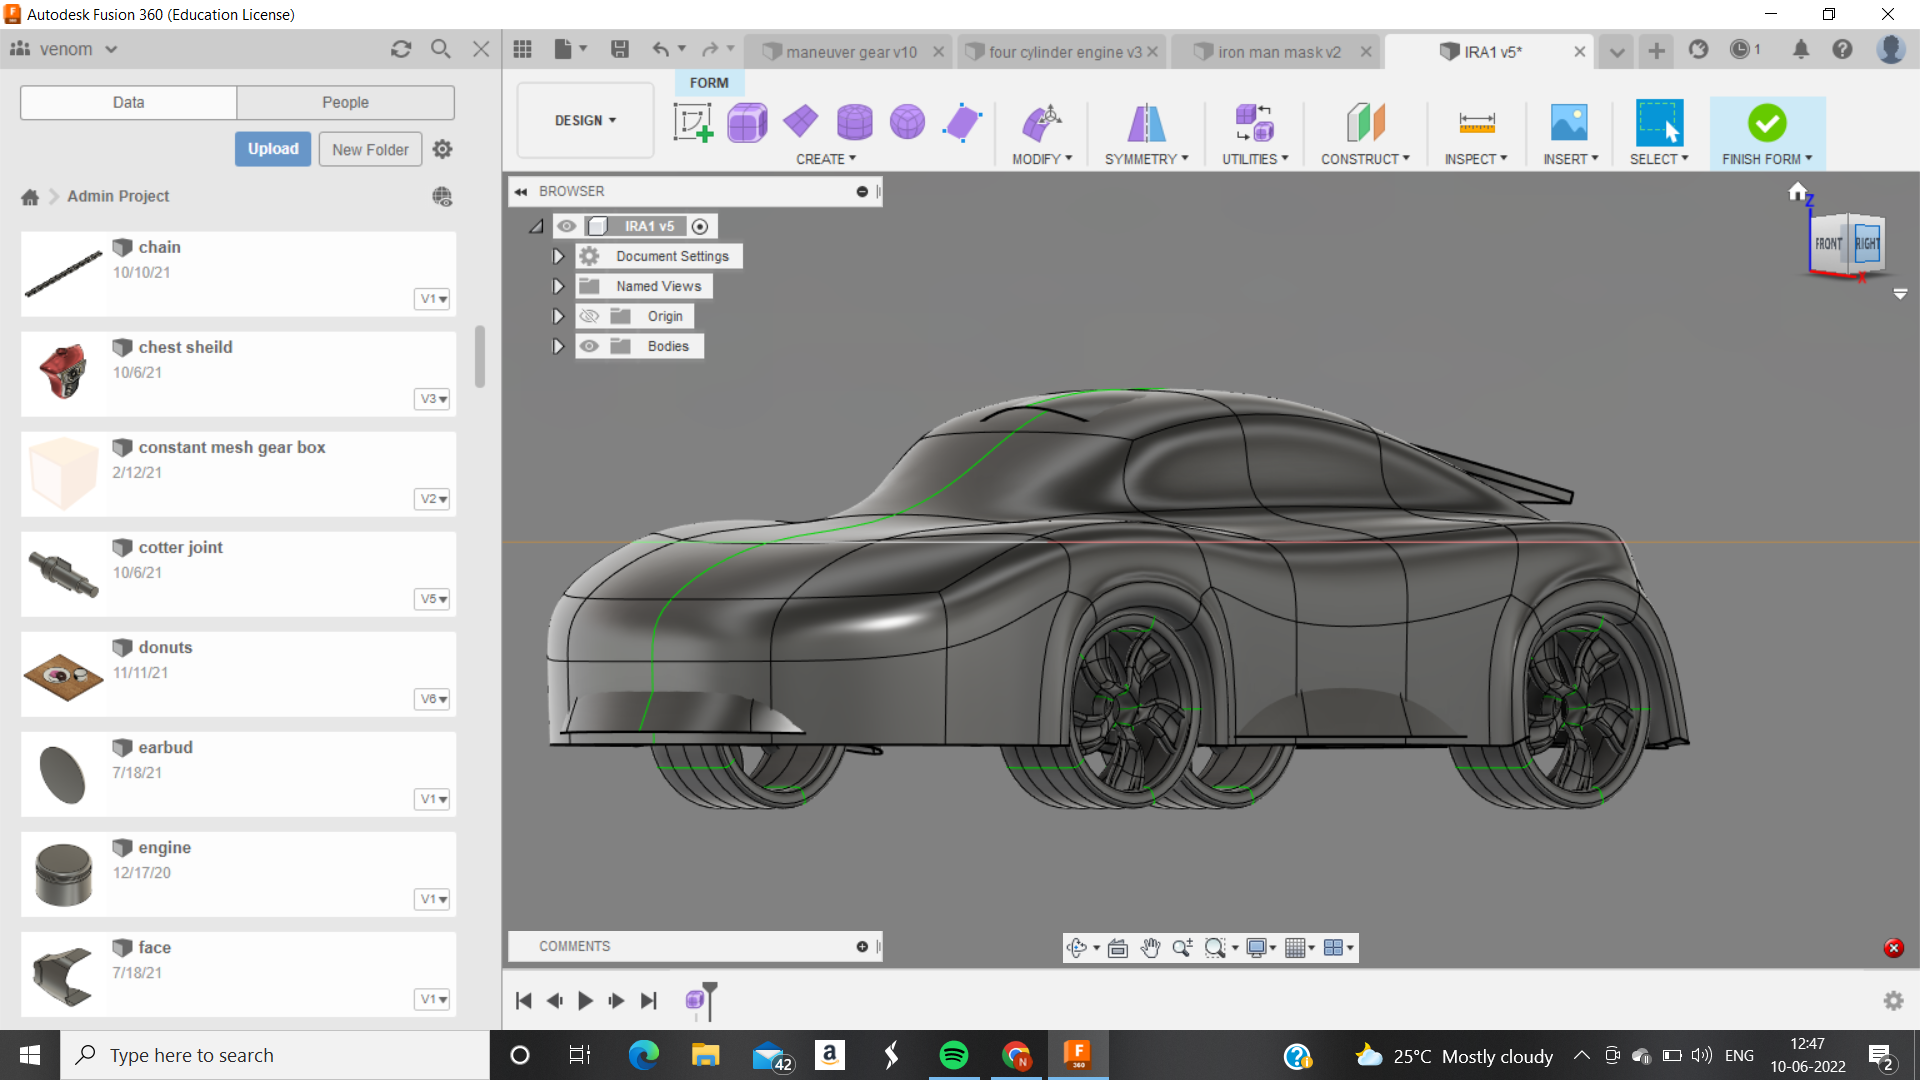 Autodesk Fusion 360 (Education License)
venom
maneuver gear v10
four cylinder engine v3
iron man mask v2
IRA1 v5*
1
Data
People
Upload
New Folder
Admin Project
chain
10/10/21
V1
chest sheild
10/6/21
V3
constant mesh gear box
2/12/21
V2
cotter joint
10/6/21
V5
donuts
11/11/21
V6
earbud
7/18/21
V1
engine
12/17/20
V1
face
7/18/21
V1
FORM
DESIGN
CREATE
MODIFY
SYMMETRY
UTILITIES
CONSTRUCT
INSPECT
INSERT
SELECT
FINISH FORM
BROWSER
IRA1 v5
Document Settings
Named Views
Origin
Bodies
Z
FRONT
RIGHT
X
COMMENTS
Type here to search
42
a
N
F
360
25°C Mostly cloudy
ENG
12:47
10-06-2022
2